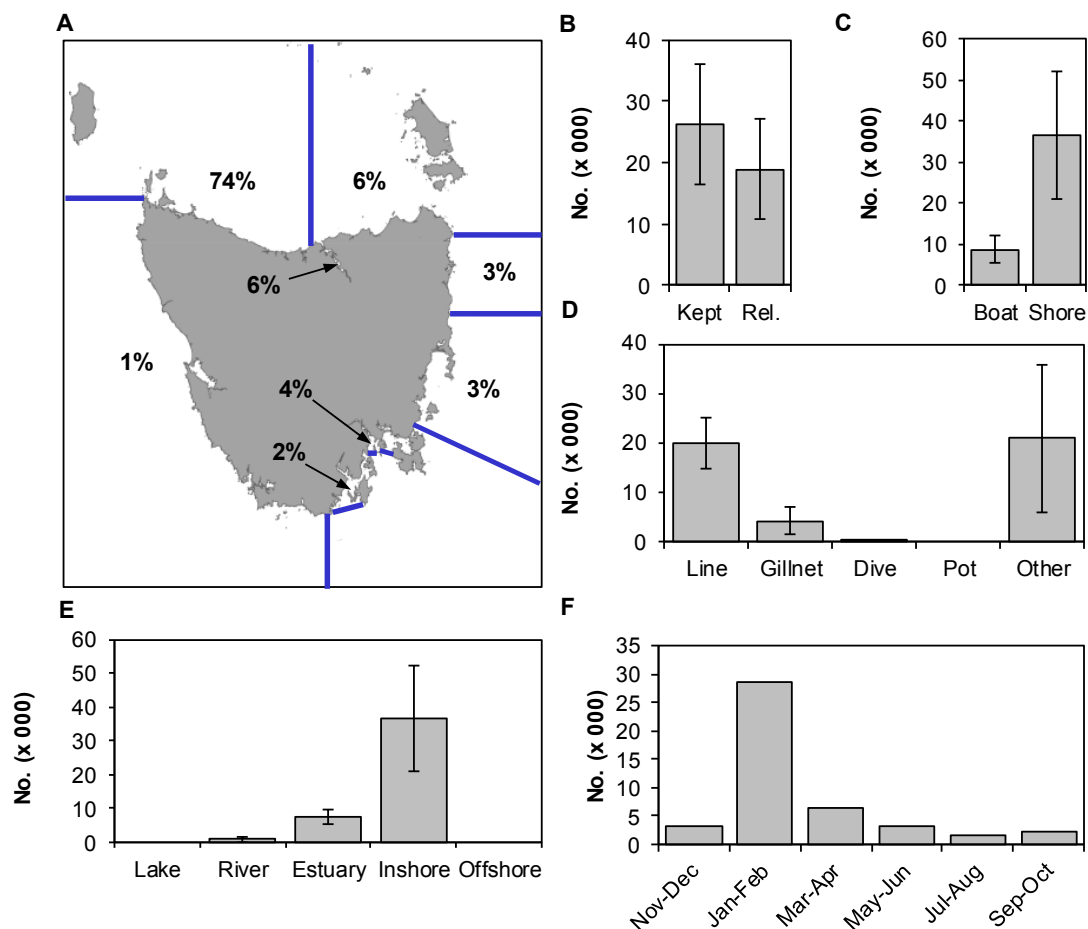 A
74%
6%
6%
3%
1%
3%
4%
2%
B
No. (x 000)
40
30
20
10
0
Kept Rel.
C
No. (x 000)
60
50
40
30
20
10
0
Boat Shore
D
No. (x 000)
40
30
20
10
0
Line Gillnet Dive Pot Other
E
No. (x 000)
60
50
40
30
20
10
0
Lake River Estuary Inshore Offshore
F
No. (x 000)
35
30
25
20
15
10
5
0
Nov-Dec Jan-Feb Mar-Apr May-Jun Jul-Aug Sep-Oct